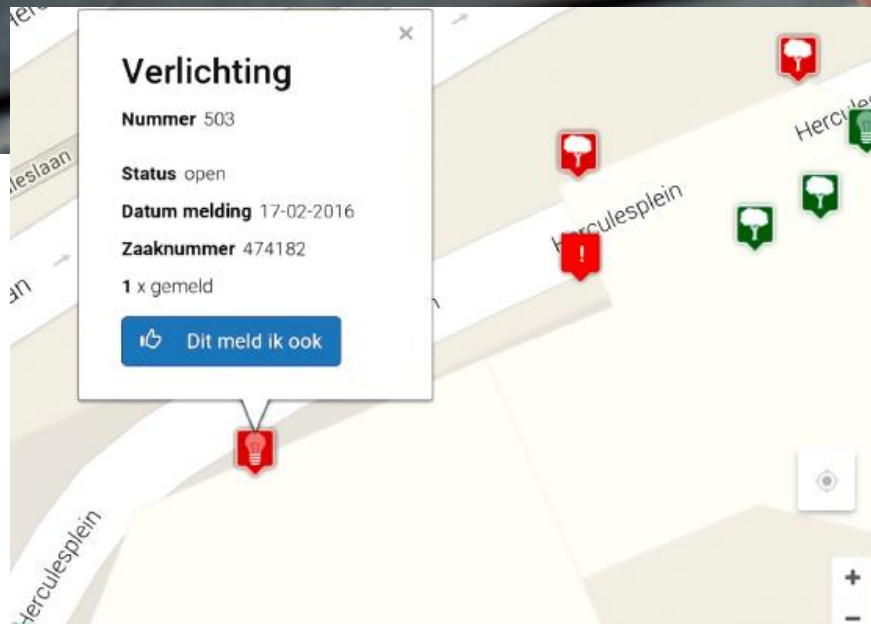 Verlichting
×
Nummer 503
Status open
Datum melding 17-02-2016
Zaaknummer 474182
1 x gemeld
Dit meld ik ook
Herculesplein
!
Herculesplein
+
−